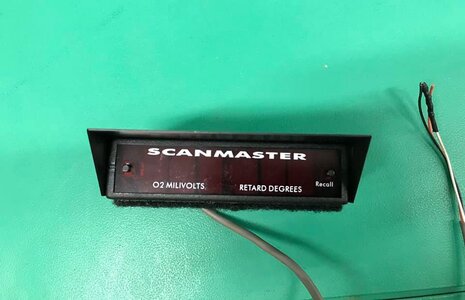 SCANMASTER
O2 MILIVOLTS RETARD DEGREES Recall